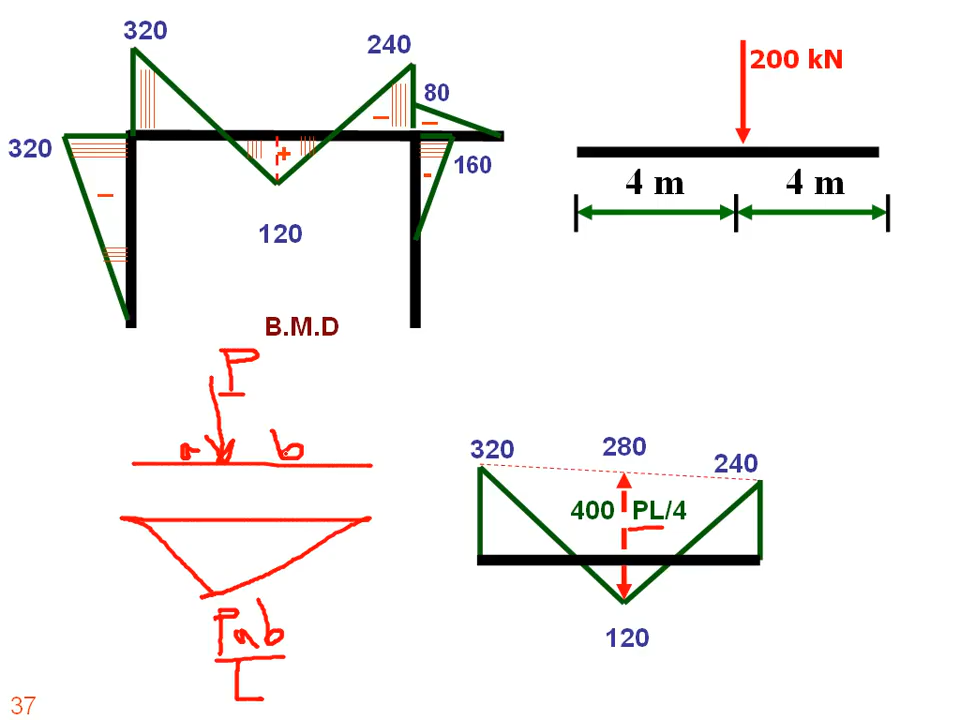 320
240
80
320
160
–
–
–
-
+
120
B.M.D
200 kN
4 m 4 m
P
a b
Pab
L
320 280 240
400 PL/4
120
37